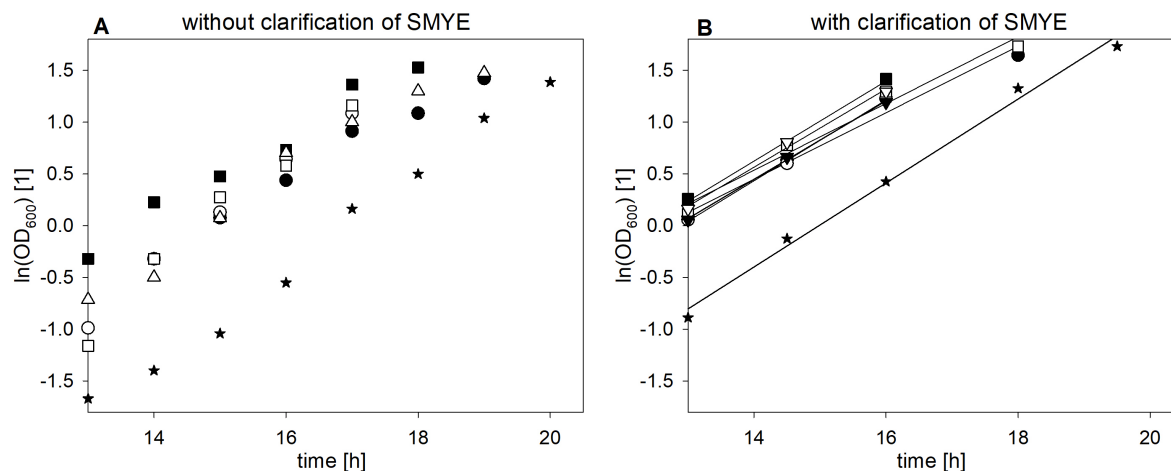 A without clarification of SMYE
ln(OD₆₀₀) [1]
1.5
1.0
0.5
0.0
-0.5
-1.0
-1.5
14 16 18 20
time [h]
B with clarification of SMYE
ln(OD₆₀₀) [1]
1.5
1.0
0.5
0.0
-0.5
-1.0
-1.5
14 16 18 20
time [h]